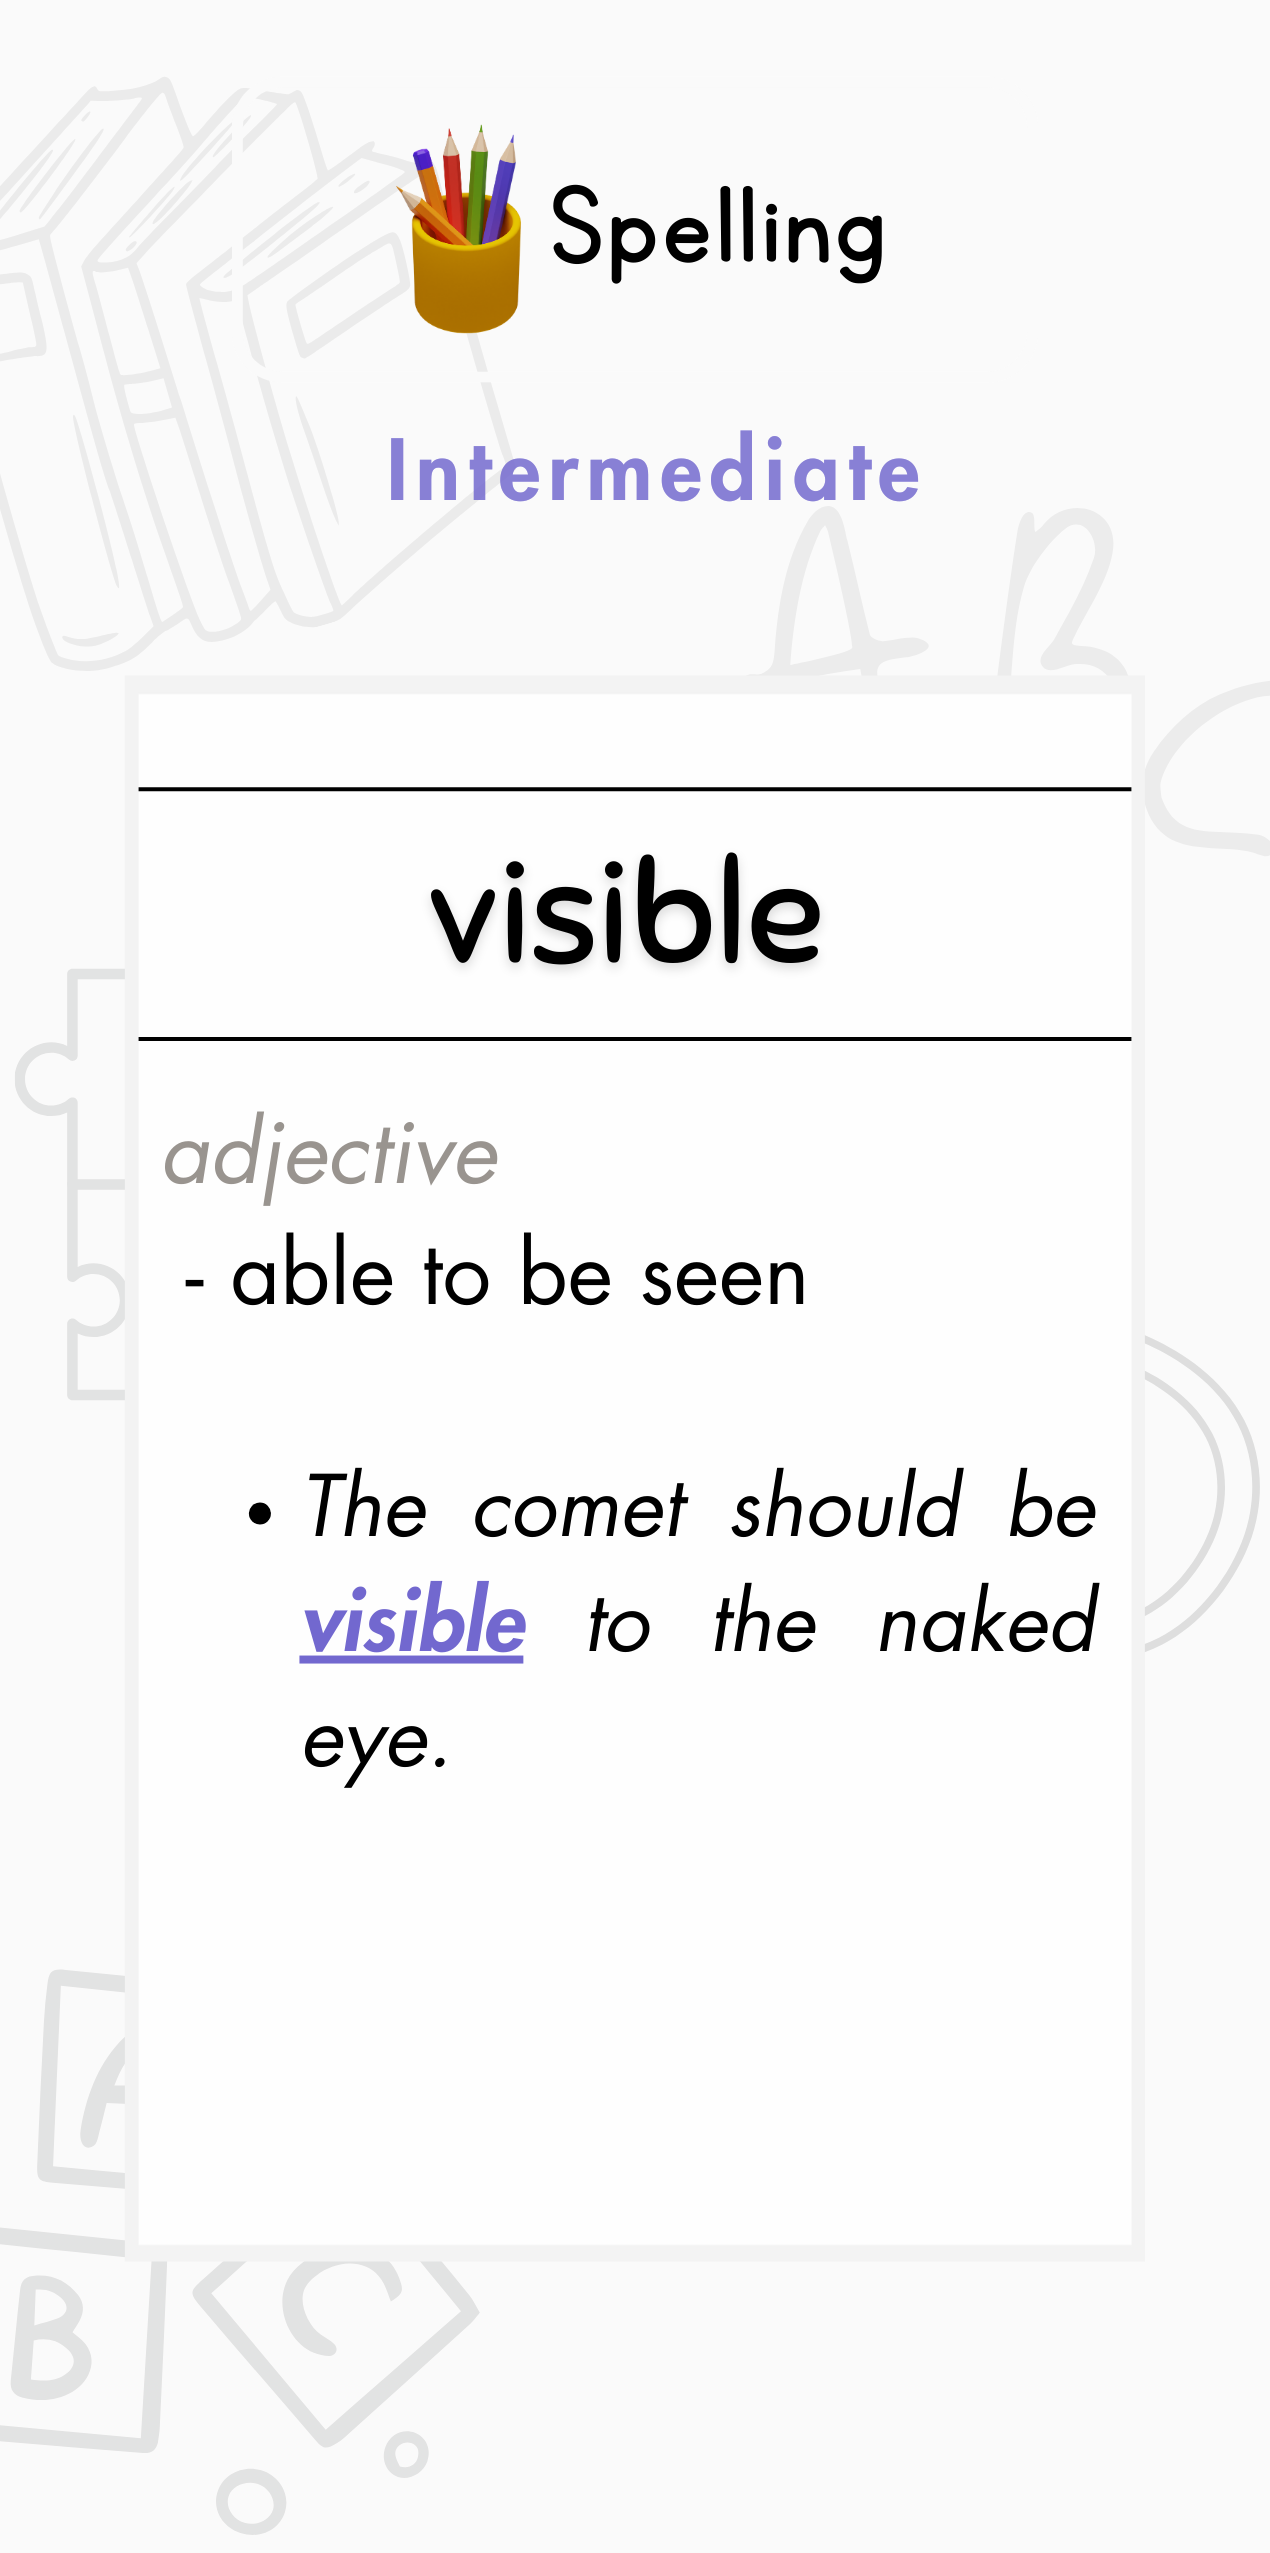 Spelling
Intermediate
A B
visible
adjective
- able to be seen
• The comet should be
visible to the naked
eye.
A
B
C